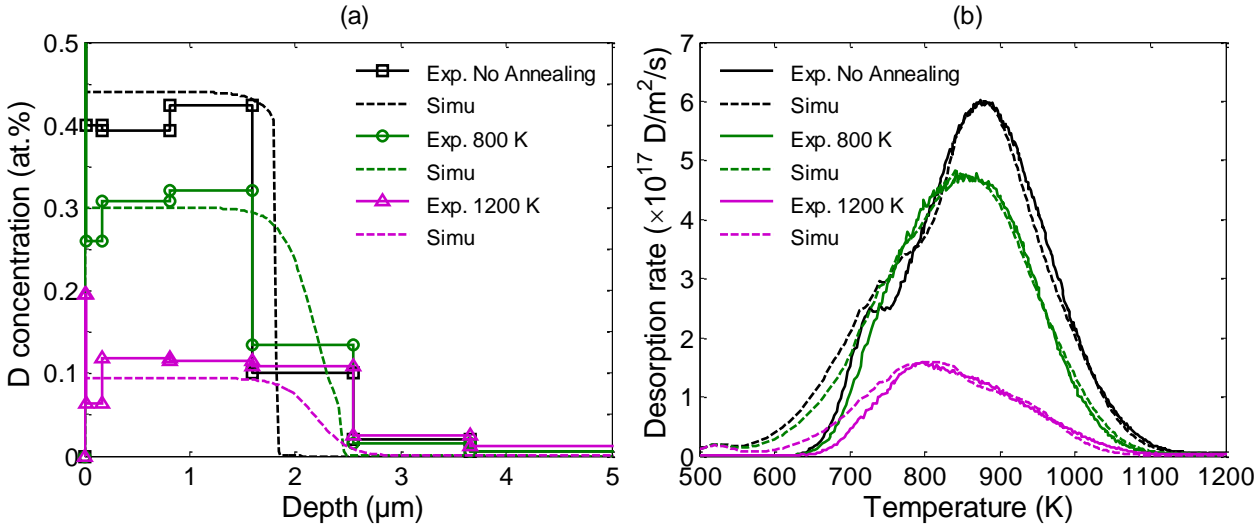 (a)
D concentration (at.%)
0.5
0.4
0.3
0.2
0.1
0
Exp. No Annealing
Simu
Exp. 800 K
Simu
Exp. 1200 K
Simu
0 1 2 3 4 5
Depth (µm)
(b)
Desorption rate (×10¹⁷ D/m²/s)
7
6
5
4
3
2
1
0
Exp. No Annealing
Simu
Exp. 800 K
Simu
Exp. 1200 K
Simu
500 600 700 800 900 1000 1100 1200
Temperature (K)